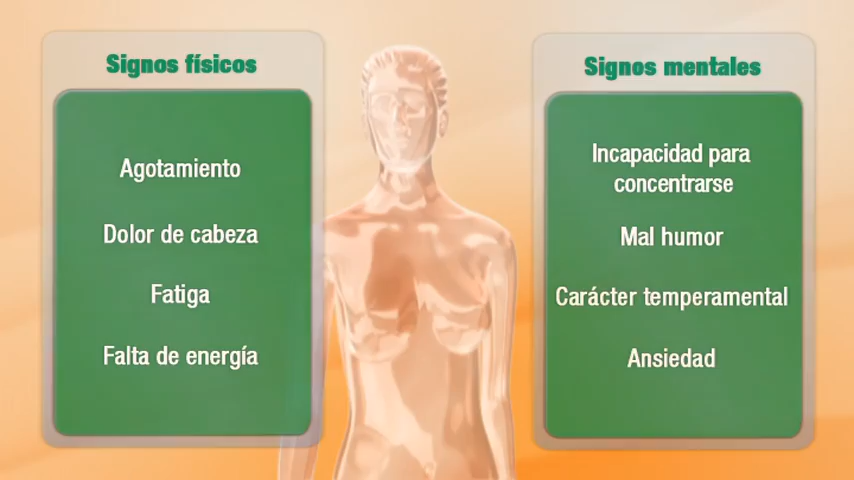 Signos físicos
Agotamiento
Dolor de cabeza
Fatiga
Falta de energía
Signos mentales
Incapacidad para
concentrarse
Mal humor
Carácter temperamental
Ansiedad